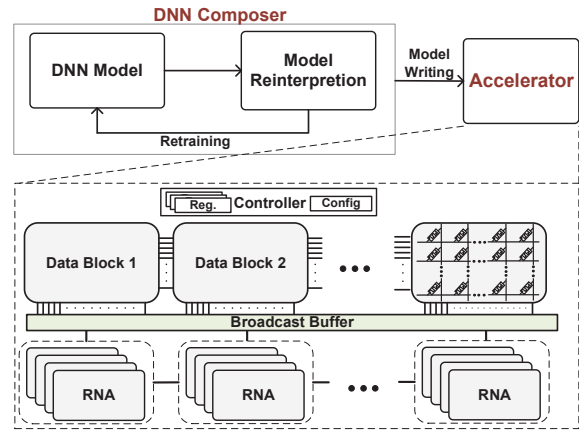 DNN Composer
DNN Model
Model
Reinterpretion
Model
Writing
Accelerator
Retraining
Reg.
Controller
Config
Data Block 1
Data Block 2
Broadcast Buffer
RNA
RNA
RNA